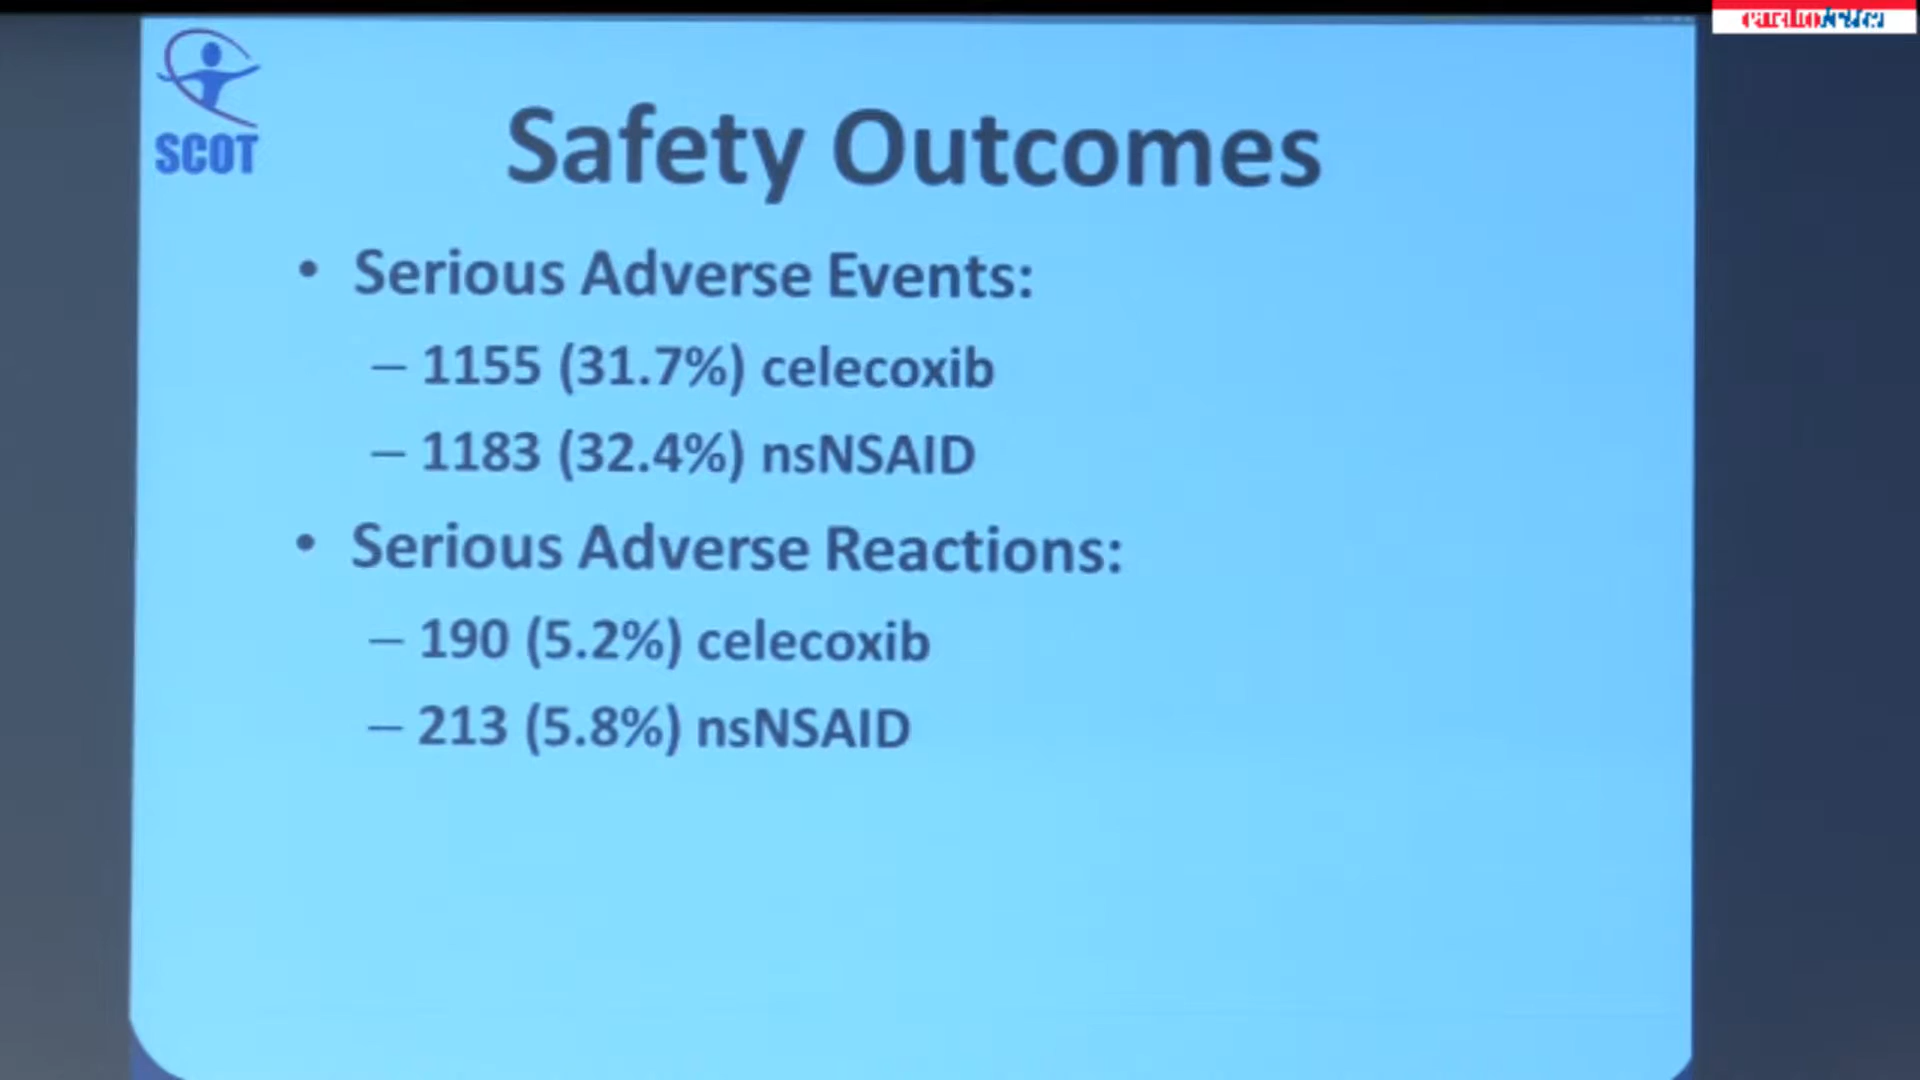 SCOT
Safety Outcomes
• Serious Adverse Events:
– 1155 (31.7%) celecoxib
– 1183 (32.4%) nsNSAID
• Serious Adverse Reactions:
– 190 (5.2%) celecoxib
– 213 (5.8%) nsNSAID